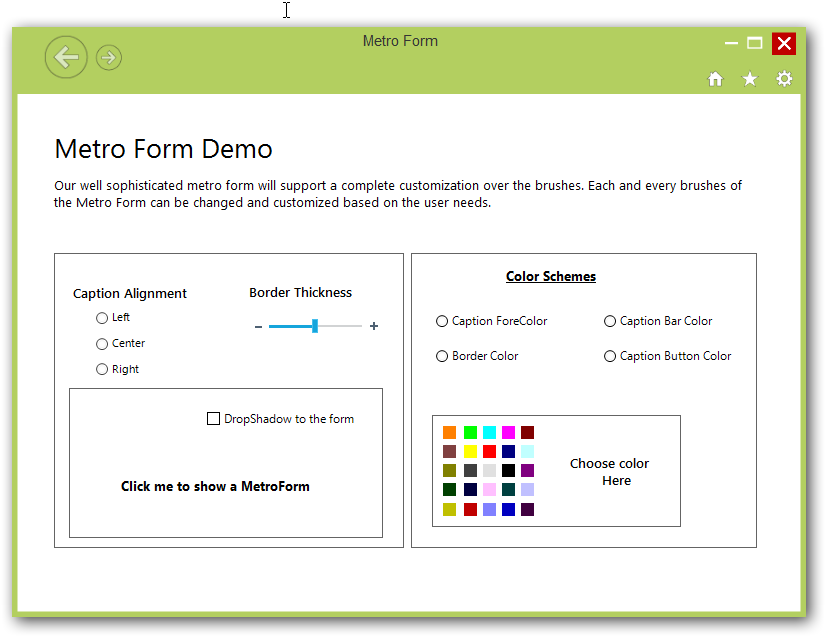 Metro Form
Metro Form Demo
Our well sophisticated metro form will support a complete customization over the brushes. Each and every brushes of
the Metro Form can be changed and customized based on the user needs.
Caption Alignment
Left
Center
Right
Border Thickness
- +
DropShadow to the form
Click me to show a MetroForm
Color Schemes
Caption ForeColor
Caption Bar Color
Border Color
Caption Button Color
Choose color
Here